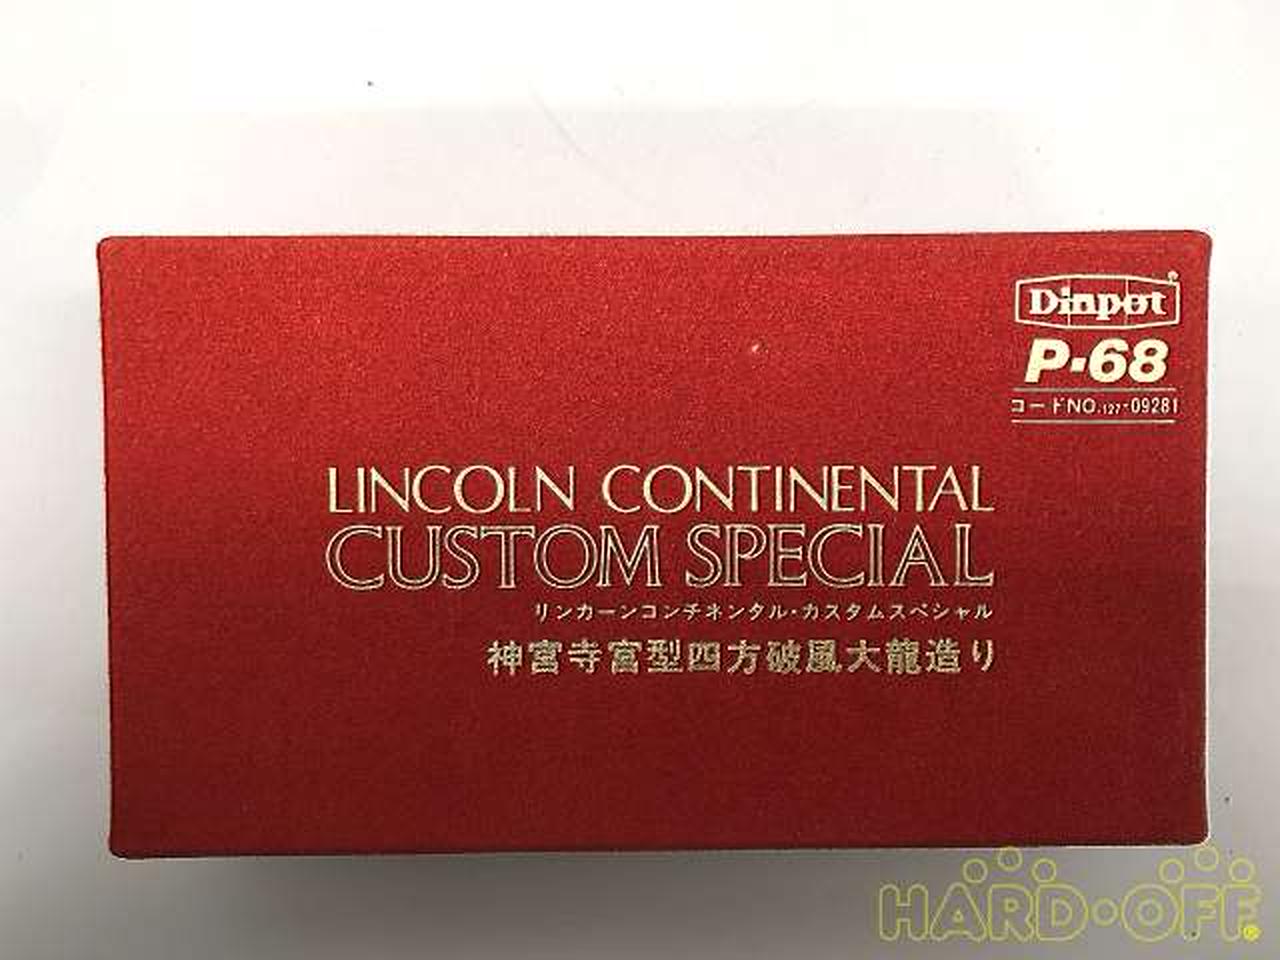 Dinpot®
P·68
コードNO.127-09281
LINCOLN CONTINENTAL
CUSTOM SPECIAL
リンカーンコンチネンタル・カスタムスペシャル
神宮寺宮型四方破風大龍造り
HARD·OFF®